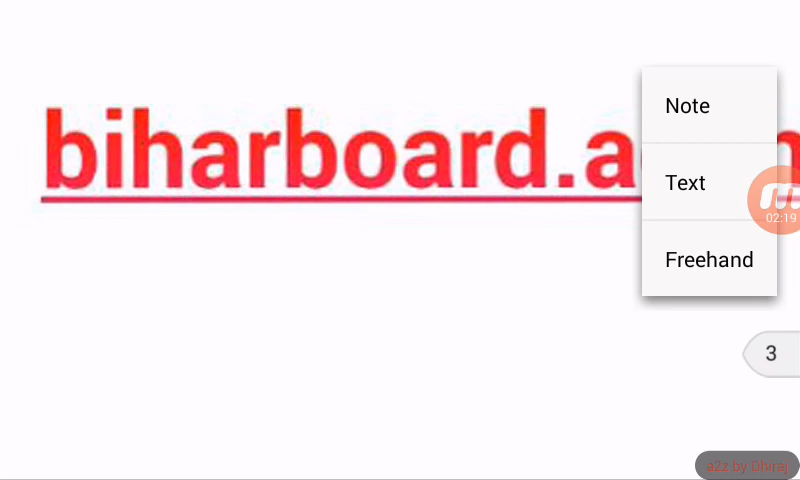 biharboard.a
Note
Text
02:19
Freehand
3
a2z by Dhiraj